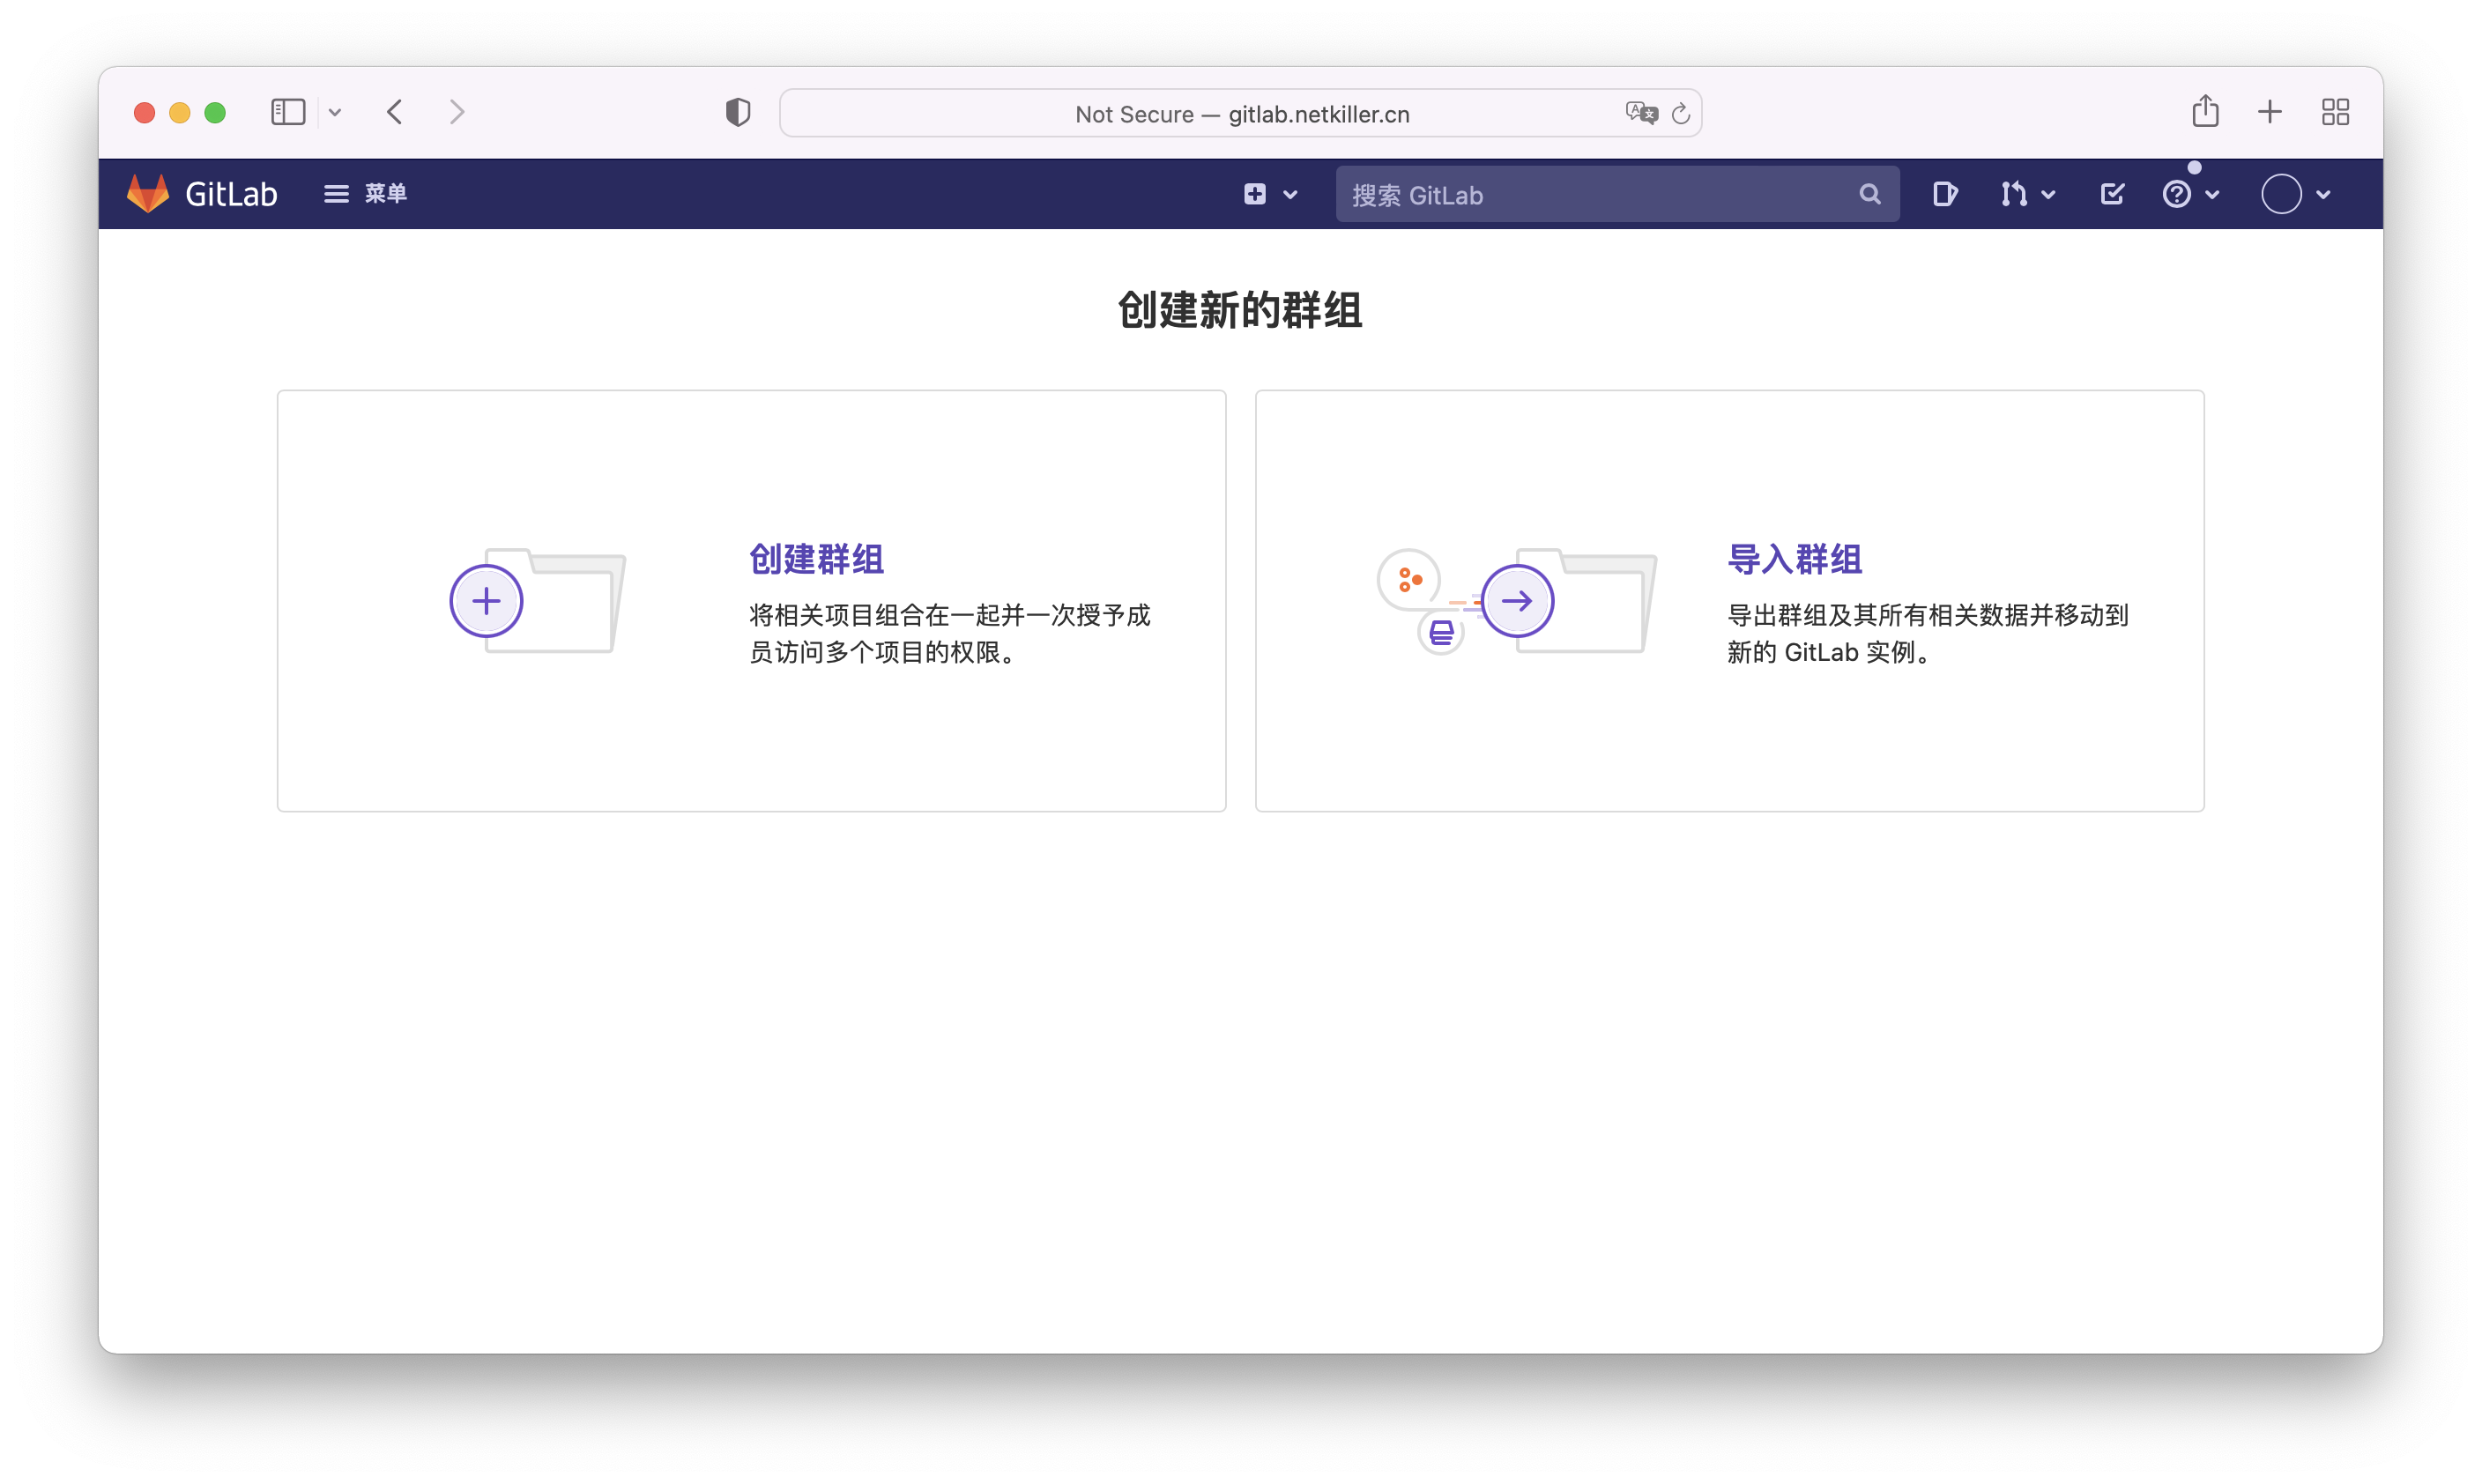 Not Secure — gitlab.netkiller.cn
GitLab 菜单 搜索 GitLab
创建新的群组
创建群组
将相关项目组合在一起并一次授予成
员访问多个项目的权限。
导入群组
导出群组及其所有相关数据并移动到
新的 GitLab 实例。